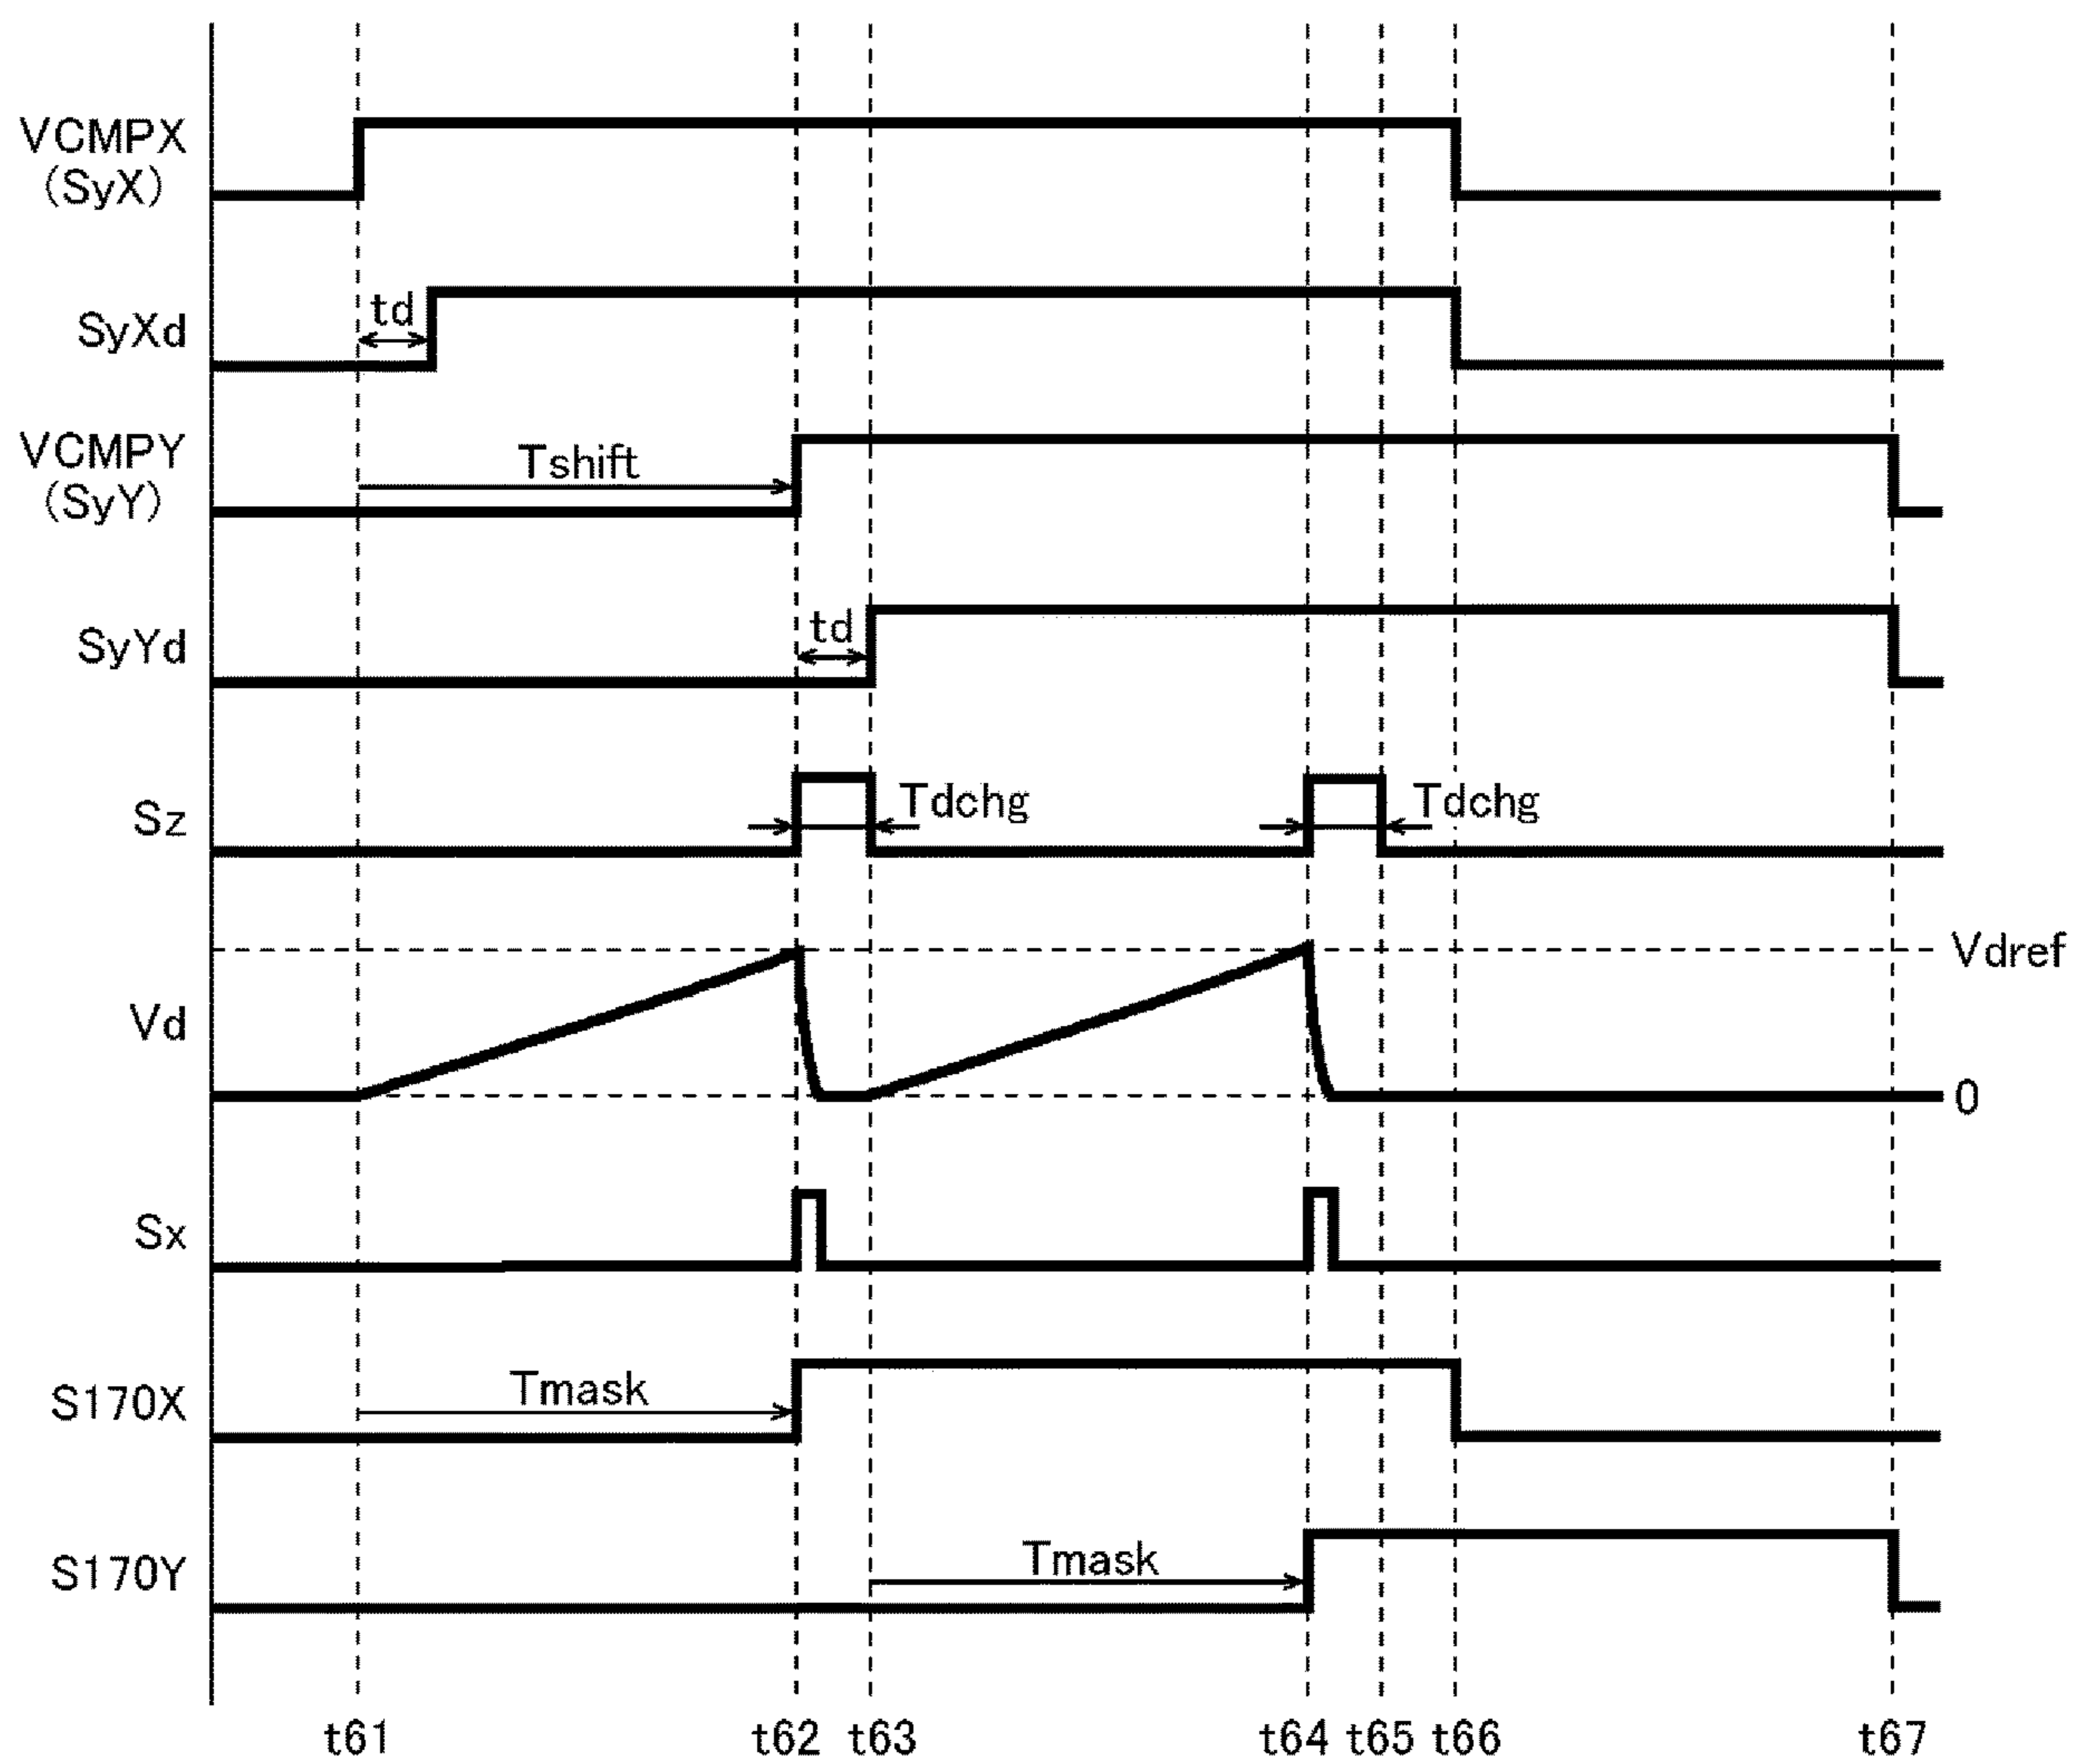 VCMPX
(SyX)
td
SyXd
VCMPY
(SyY)
Tshift
td
SyYd
Sz
Tdchg
Tdchg
Vdref
Vd
0
Sx
Tmask
S170X
Tmask
S170Y
t61 t62 t63 t64 t65 t66 t67